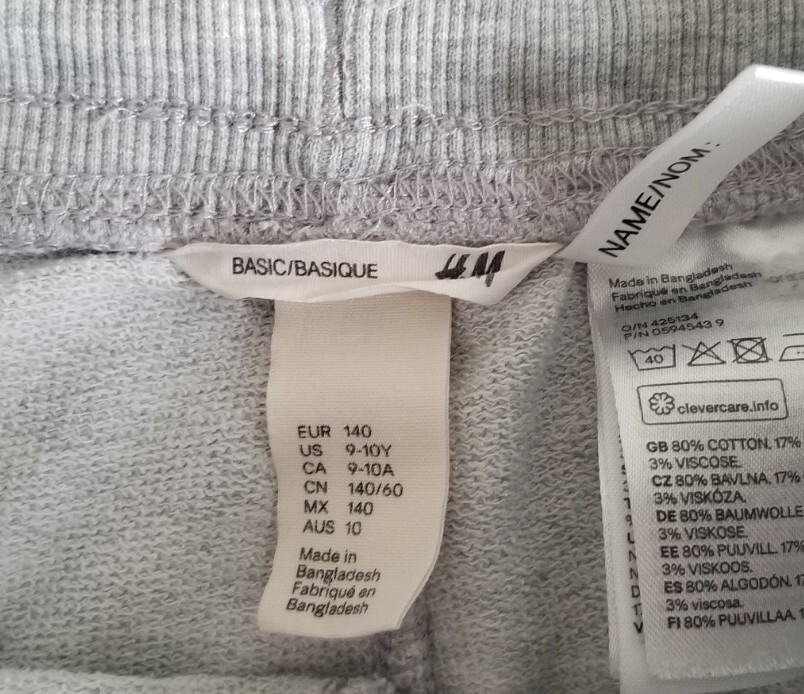 BASIC/BASIQUE H&M
EUR 140
US 9-10Y
CA 9-10A
CN 140/60
MX 140
AUS 10
Made in
Bangladesh
Fabriqué en
Bangladesh
NAME/NOM:
Made in Bangladesh
Fabriqué en Bangladesh
Hecho en Bangladesh
O/N 425134
P/N 0594543 9
40
clevercare.info
GB 80% COTTON. 17%
3% VISCOSE.
CZ 80% BAVLNA. 17%
3% VISKÓZA.
DE 80% BAUMWOLLE
3% VISKOSE.
EE 80% PUUVILL. 17%
3% VISKOOS.
ES 80% ALGODÓN. 17
3% viscosa.
FI 80% PUUVILLAA. 1